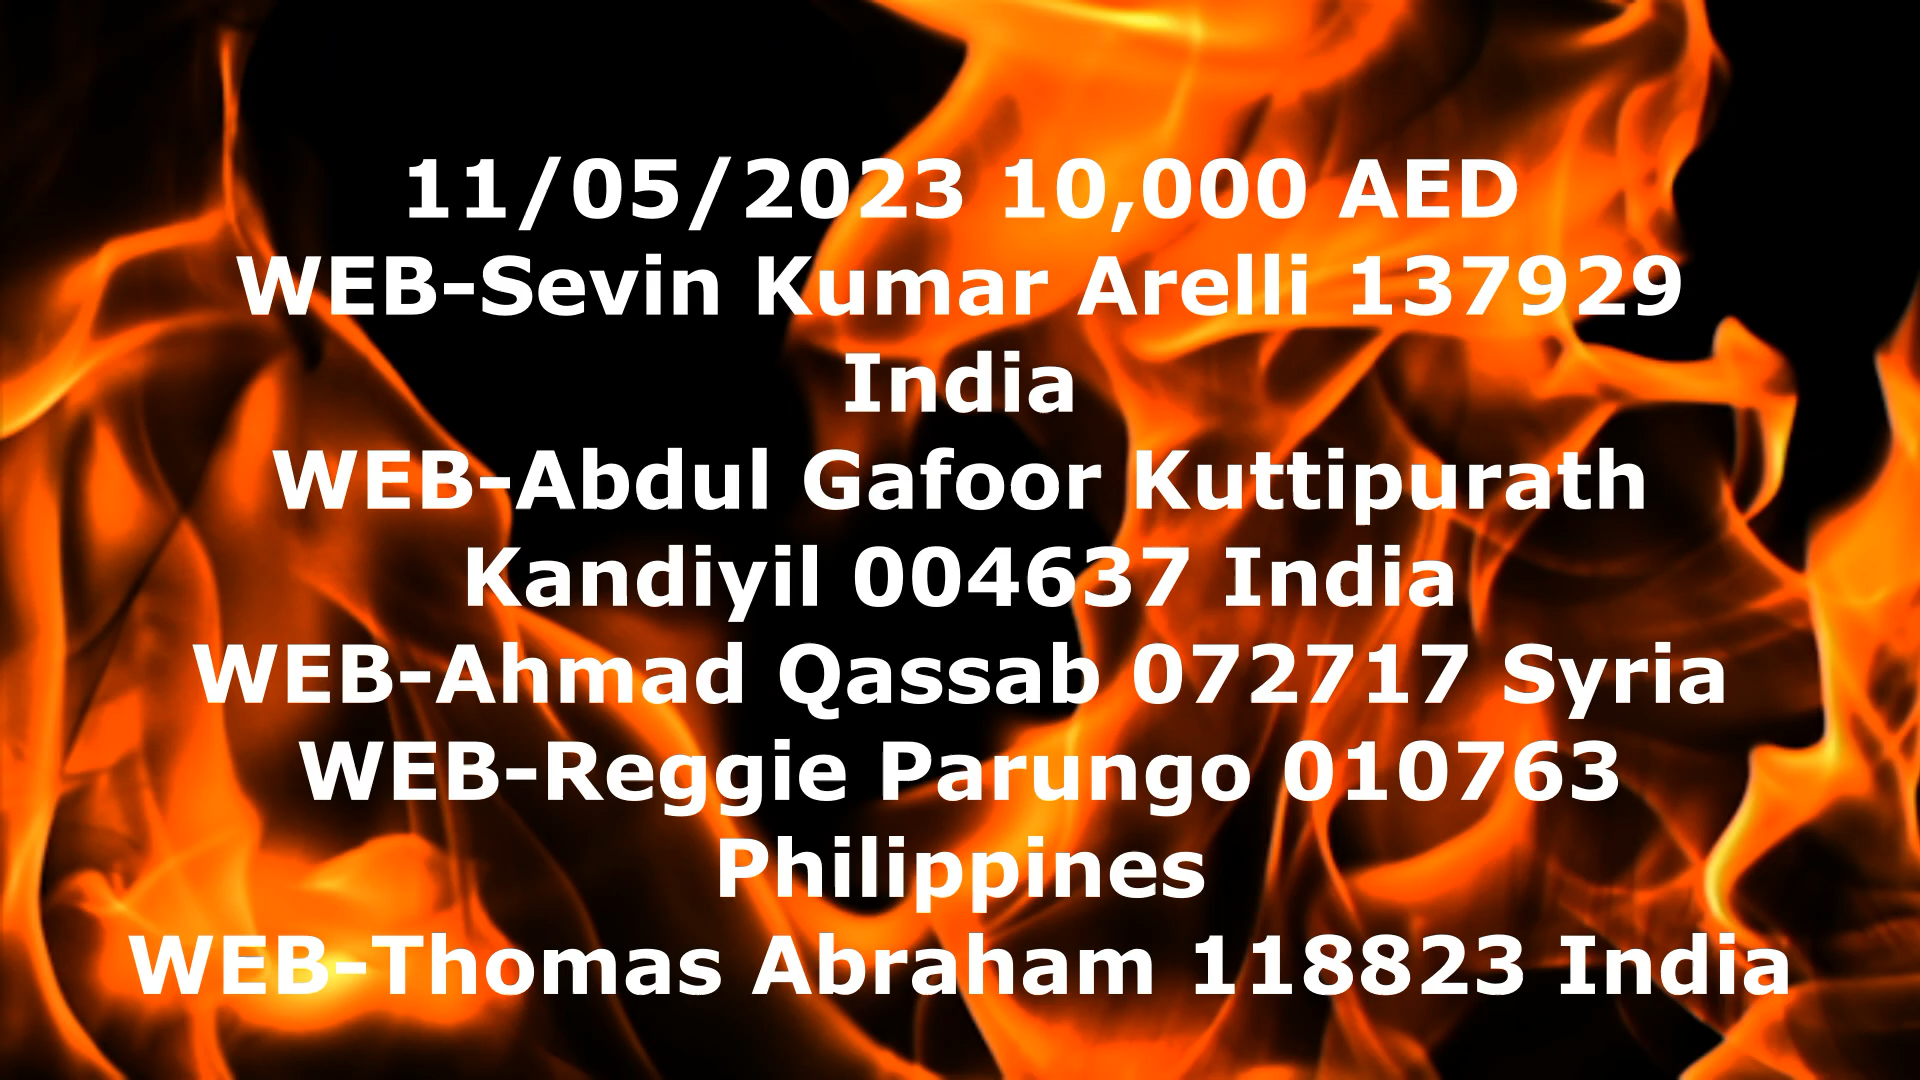 11/05/2023 10,000 AED
WEB-Sevin Kumar Arelli 137929
India
WEB-Abdul Gafoor Kuttipurath
Kandiyil 004637 India
WEB-Ahmad Qassab 072717 Syria
WEB-Reggie Parungo 010763
Philippines
WEB-Thomas Abraham 118823 India